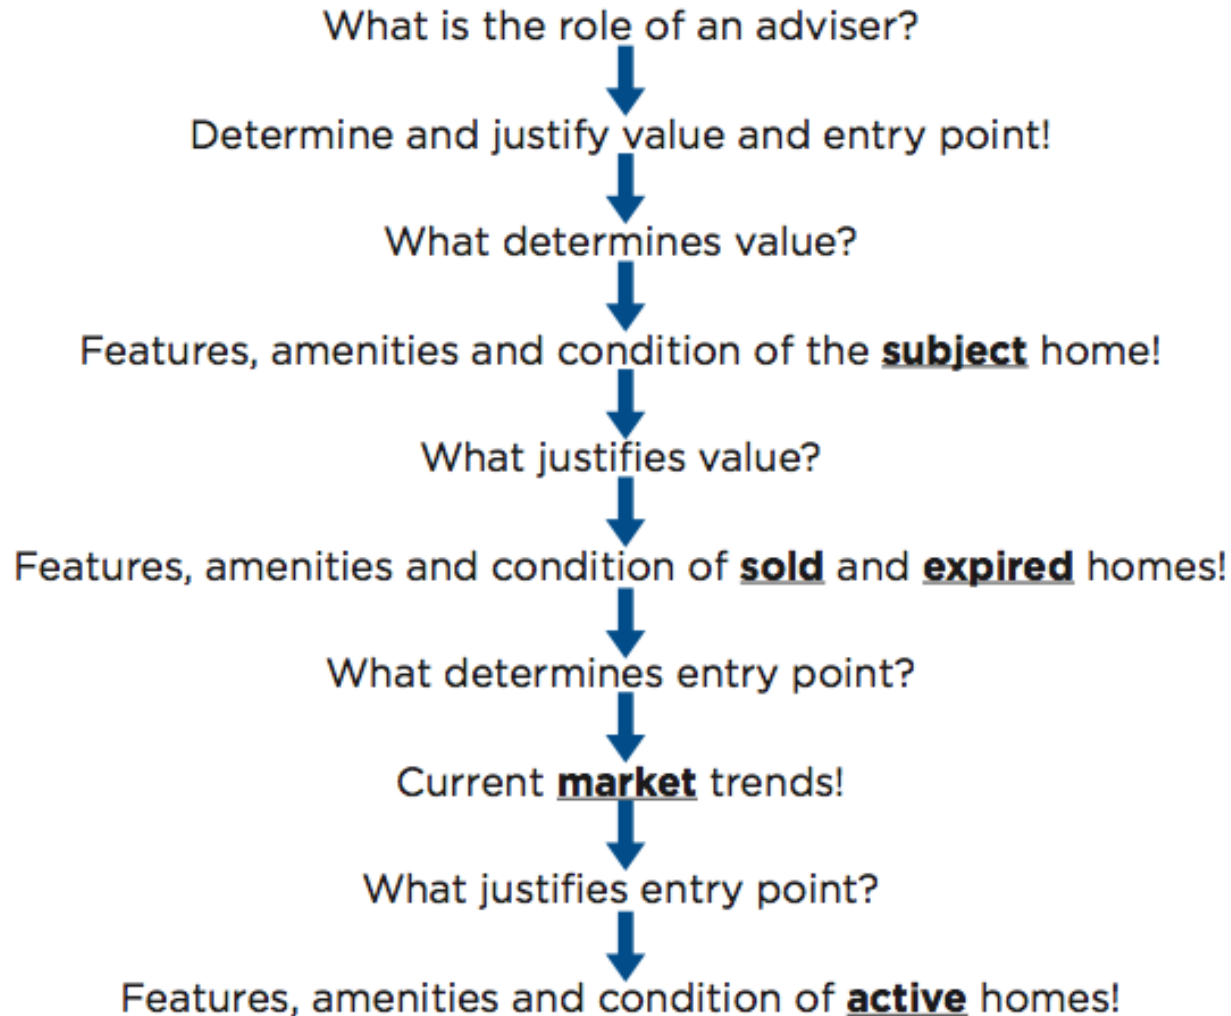 What is the role of an adviser?
Determine and justify value and entry point!
What determines value?
Features, amenities and condition of the subject home!
What justifies value?
Features, amenities and condition of sold and expired homes!
What determines entry point?
Current market trends!
What justifies entry point?
Features, amenities and condition of active homes!